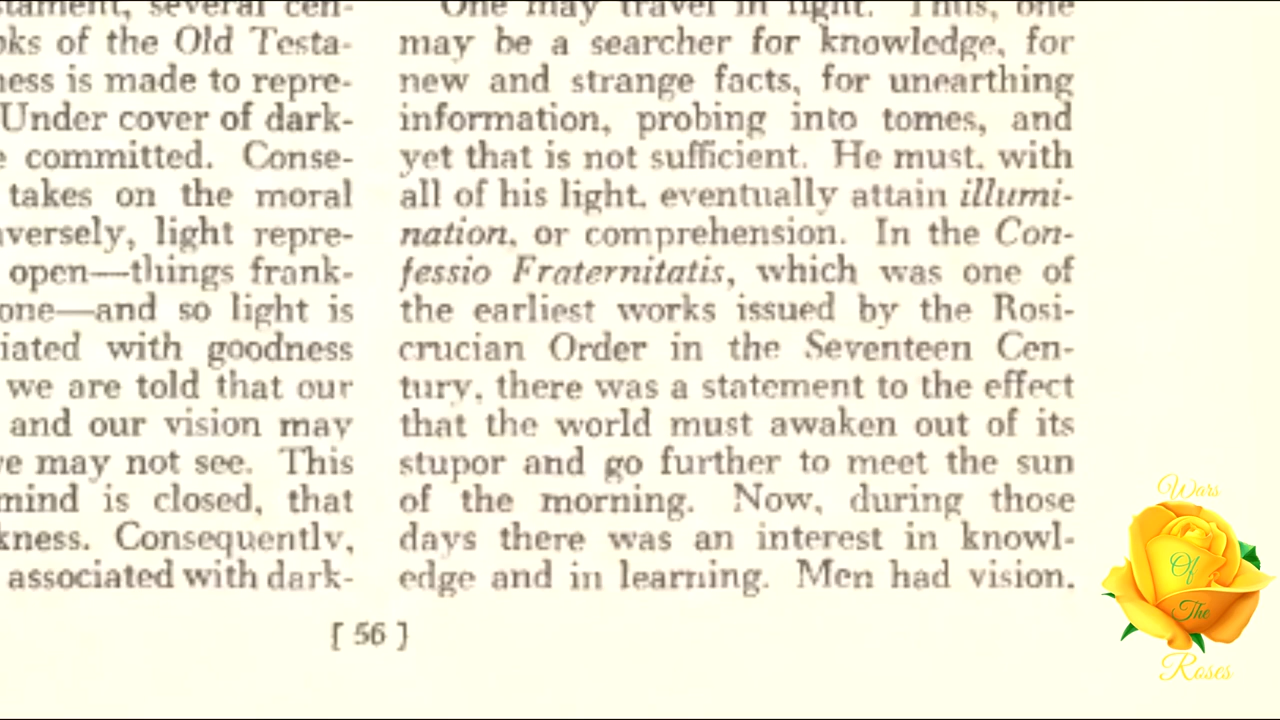 stament, several cen-
oks of the Old Testa-
ness is made to repre-
Under cover of dark-
e committed. Conse-
takes on the moral
versely, light repre-
open—things frank-
one—and so light is
iated with goodness
we are told that our
and our vision may
ve may not see. This
mind is closed, that
kness. Consequently,
associated with dark-
One may travel in light. Thus, one
may be a searcher for knowledge, for
new and strange facts, for unearthing
information, probing into tomes, and
yet that is not sufficient. He must, with
all of his light, eventually attain illumi-
nation, or comprehension. In the Con-
fessio Fraternitatis, which was one of
the earliest works issued by the Rosi-
crucian Order in the Seventeen Cen-
tury, there was a statement to the effect
that the world must awaken out of its
stupor and go further to meet the sun
of the morning. Now, during those
days there was an interest in knowl-
edge and in learning. Men had vision.
[ 56 ]
Wars
Of
The
Roses